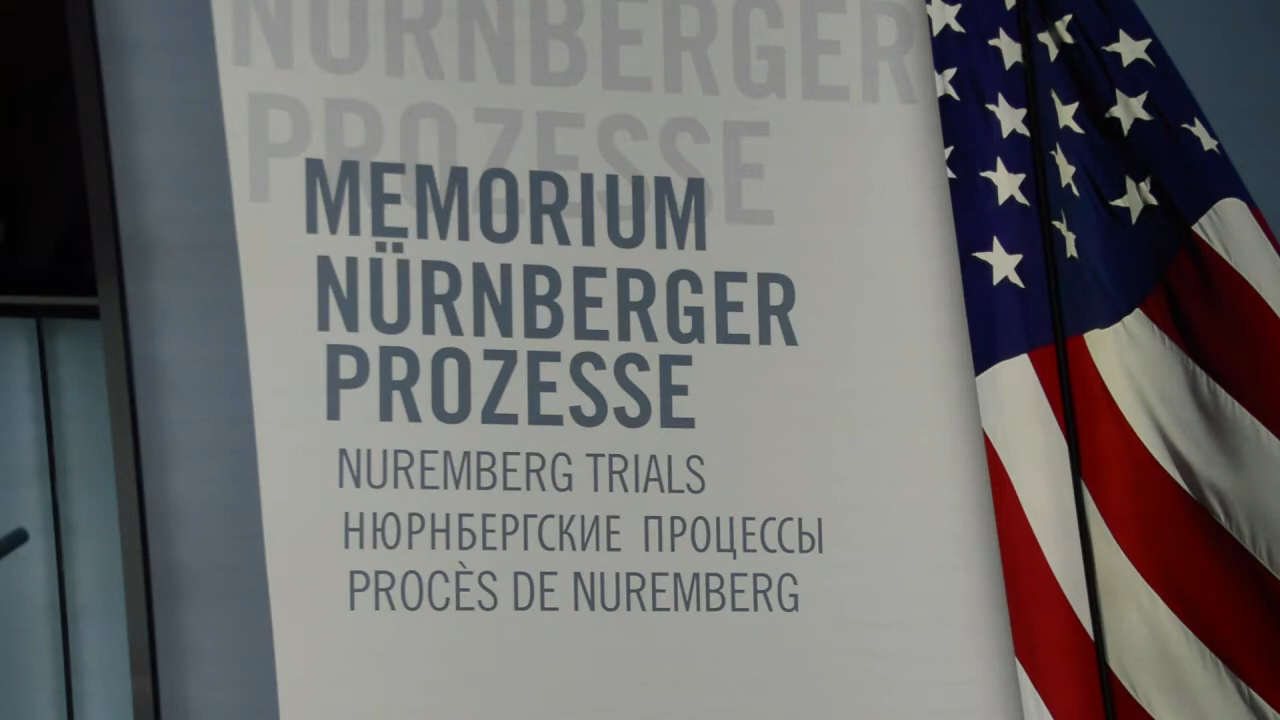 NÜRNBERGER
PROZESSE
MEMORIUM
NÜRNBERGER
PROZESSE
NUREMBERG TRIALS
НЮРНБЕРГСКИЕ ПРОЦЕССЫ
PROCÈS DE NUREMBERG